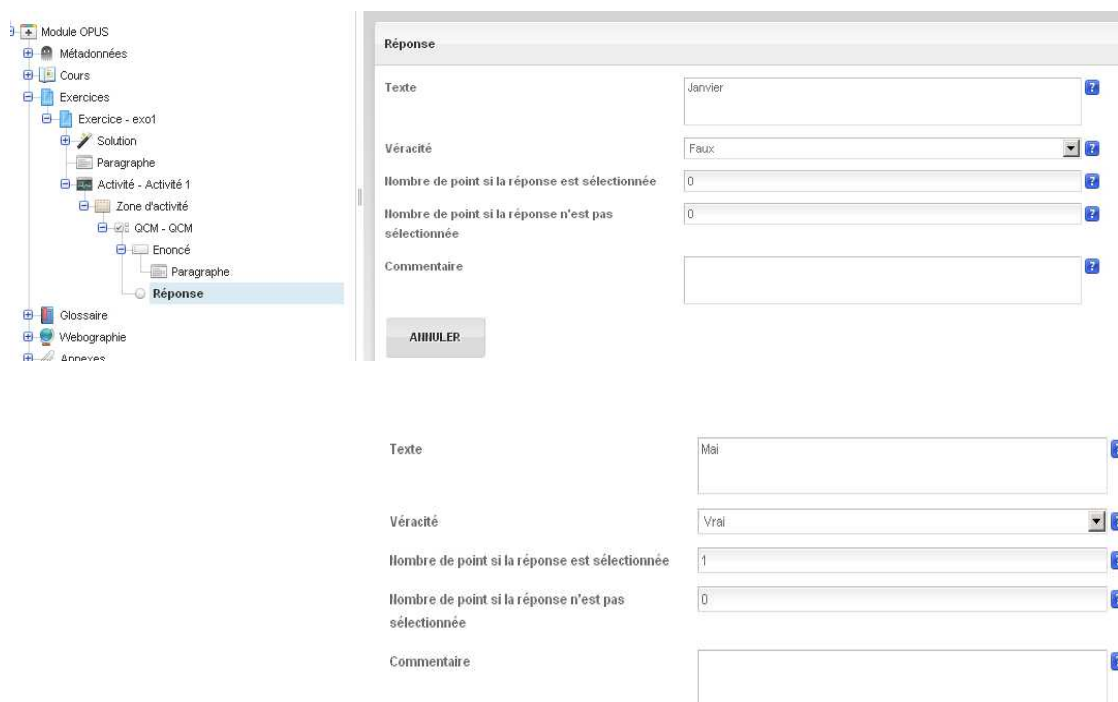 Module OPUS
Métadonnées
Cours
Exercices
Exercice - exo1
Solution
Paragraphe
Activité - Activité 1
Zone d'activité
QCM - QCM
Enoncé
Paragraphe
Réponse
Glossaire
Webographie
Annexes
Réponse
Texte
Janvier
Véracité
Faux
Nombre de point si la réponse est sélectionnée
0
Nombre de point si la réponse n'est pas
sélectionnée
0
Commentaire
ANNULER
Texte
Mai
Véracité
Vrai
Nombre de point si la réponse est sélectionnée
1
Nombre de point si la réponse n'est pas
sélectionnée
0
Commentaire